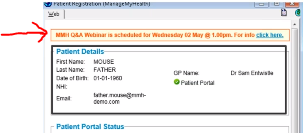 Patient Registration (ManageMyHealth)
Web
MMH Q&A Webinar is scheduled for Wednesday 02 May @ 1.00pm. For info click here.
Patient Details
First Name: MOUSE
Last Name: FATHER GP Name: Dr Sam Entwistle
Date of Birth: 01-01-1960 Patient Portal
NHI:
Email: father.mouse@mmh-
demo.com
Patient Portal Status